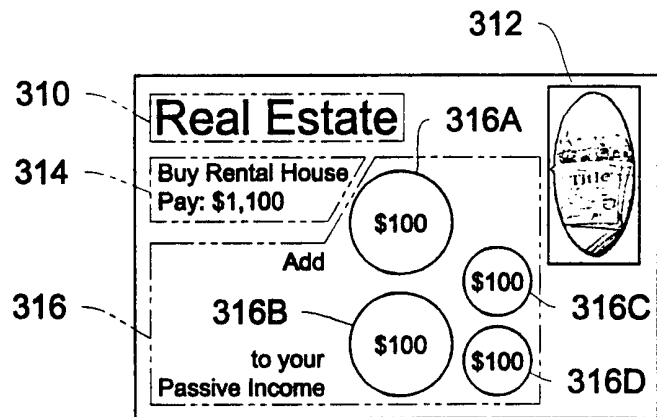 312
310
Real Estate
316A
314
Buy Rental House
Pay: $1,100
Title
$100
Add
$100
316
316B
316C
$100
$100
316D
to your
Passive Income